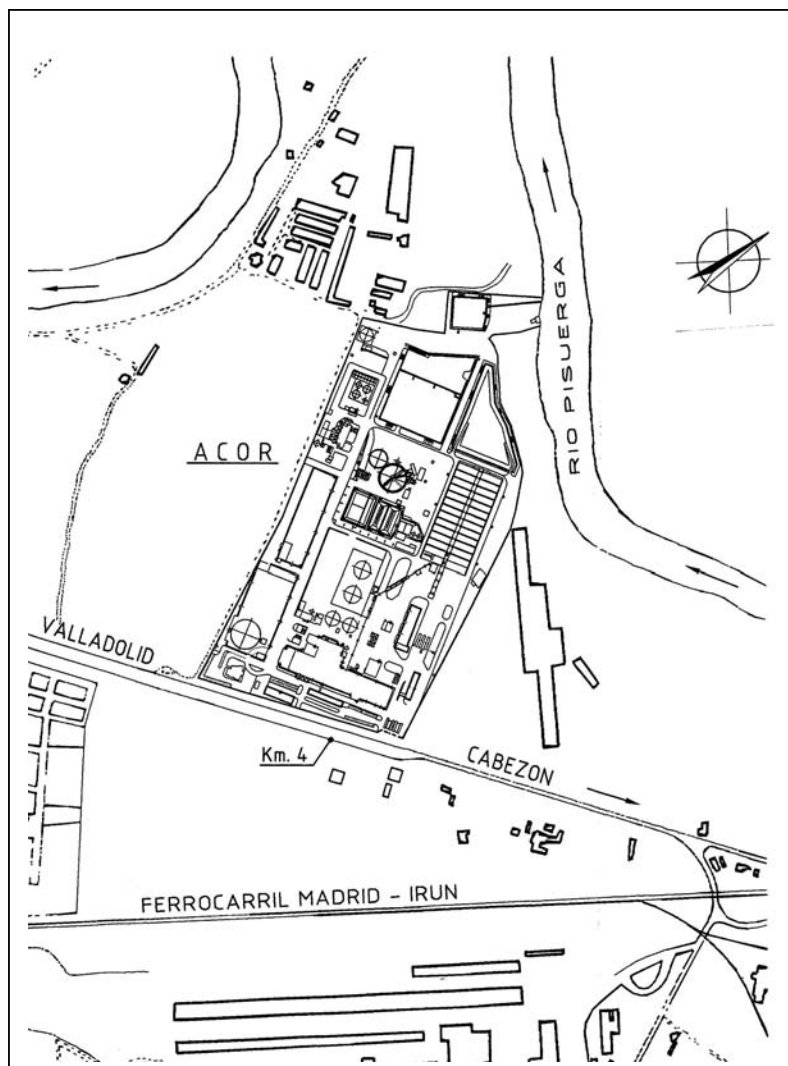 RIO PISUERGA
ACOR
VALLADOLID
Km. 4
CABEZON
FERROCARRIL MADRID - IRUN